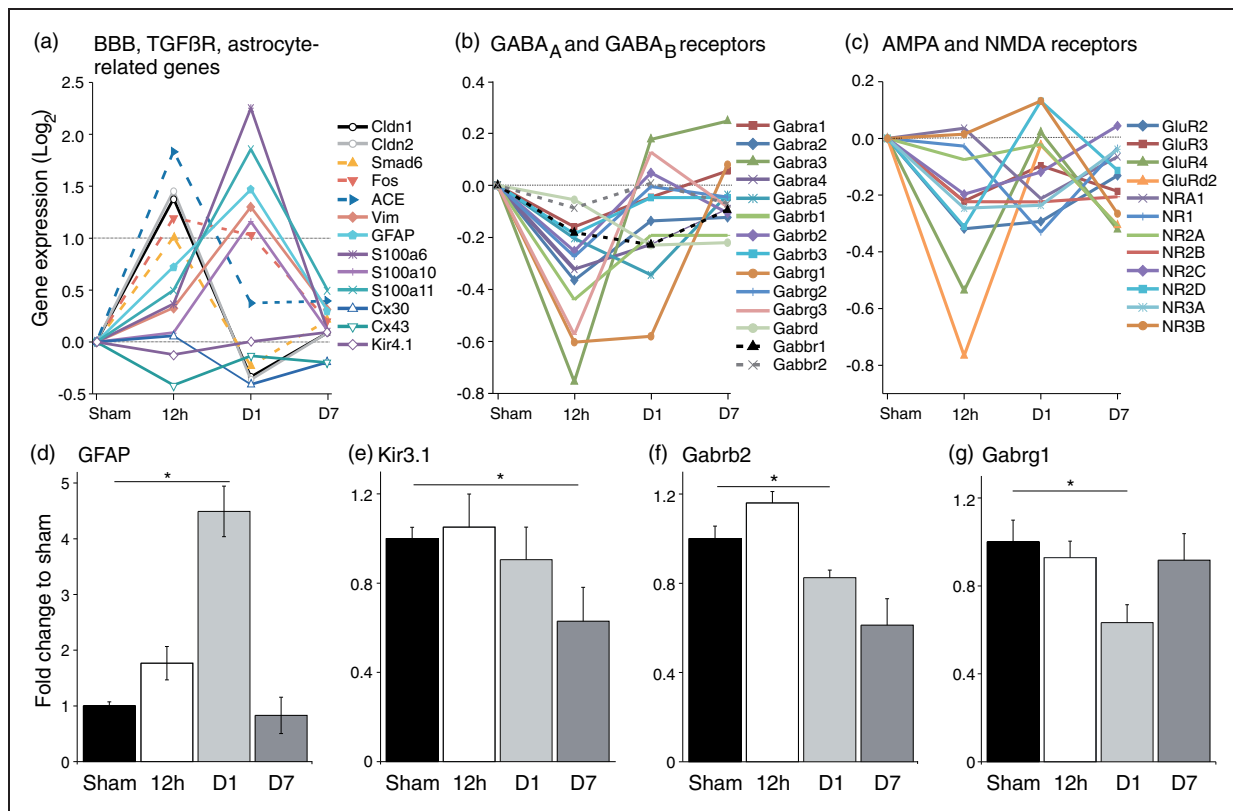 (a) BBB, TGFßR, astrocyte-
related genes
Gene expression (Log2)
2.5
2.0
1.5
1.0
0.5
0.0
-0.5
Sham 12h D1 D7
Cldn1
Cldn2
Smad6
Fos
ACE
Vim
GFAP
S100a6
S100a10
S100a11
Cx30
Cx43
Kir4.1
(b) GABAA and GABAB receptors
0.4
0.2
0.0
-0.2
-0.4
-0.6
-0.8
Sham 12h D1 D7
Gabra1
Gabra2
Gabra3
Gabra4
Gabra5
Gabrb1
Gabrb2
Gabrb3
Gabrg1
Gabrg2
Gabrg3
Gabrd
Gabbr1
Gabbr2
(c) AMPA and NMDA receptors
0.2
0.0
-0.2
-0.4
-0.6
-0.8
Sham 12h D1 D7
GluR2
GluR3
GluR4
GluRd2
NRA1
NR1
NR2A
NR2B
NR2C
NR2D
NR3A
NR3B
(d) GFAP
Fold change to sham
5
4
3
2
1
0
*
Sham 12h D1 D7
(e) Kir3.1
1.2
0.8
0.4
0
*
Sham 12h D1 D7
(f) Gabrb2
1.2
0.8
0.4
0
*
Sham 12h D1 D7
(g) Gabrg1
1.2
0.8
0.4
0
*
Sham 12h D1 D7